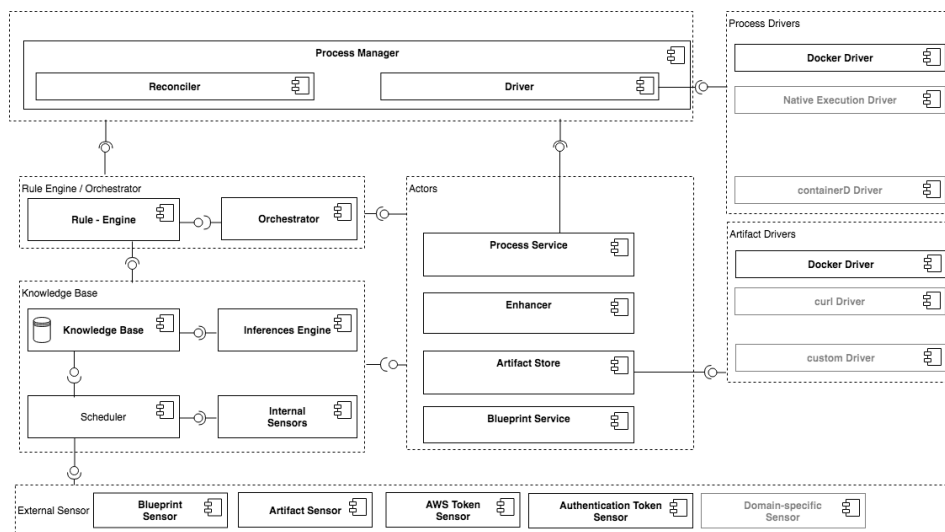 Process Manager
Reconciler
Driver
Process Drivers
Docker Driver
Native Execution Driver
containerD Driver
Rule Engine / Orchestrator
Rule - Engine
Orchestrator
Actors
Process Service
Enhancer
Artifact Store
Blueprint Service
Artifact Drivers
Docker Driver
curl Driver
custom Driver
Knowledge Base
Knowledge Base
Inferences Engine
Scheduler
Internal
Sensors
External Sensor
Blueprint
Sensor
Artifact Sensor
AWS Token
Sensor
Authentication Token
Sensor
Domain-specific
Sensor